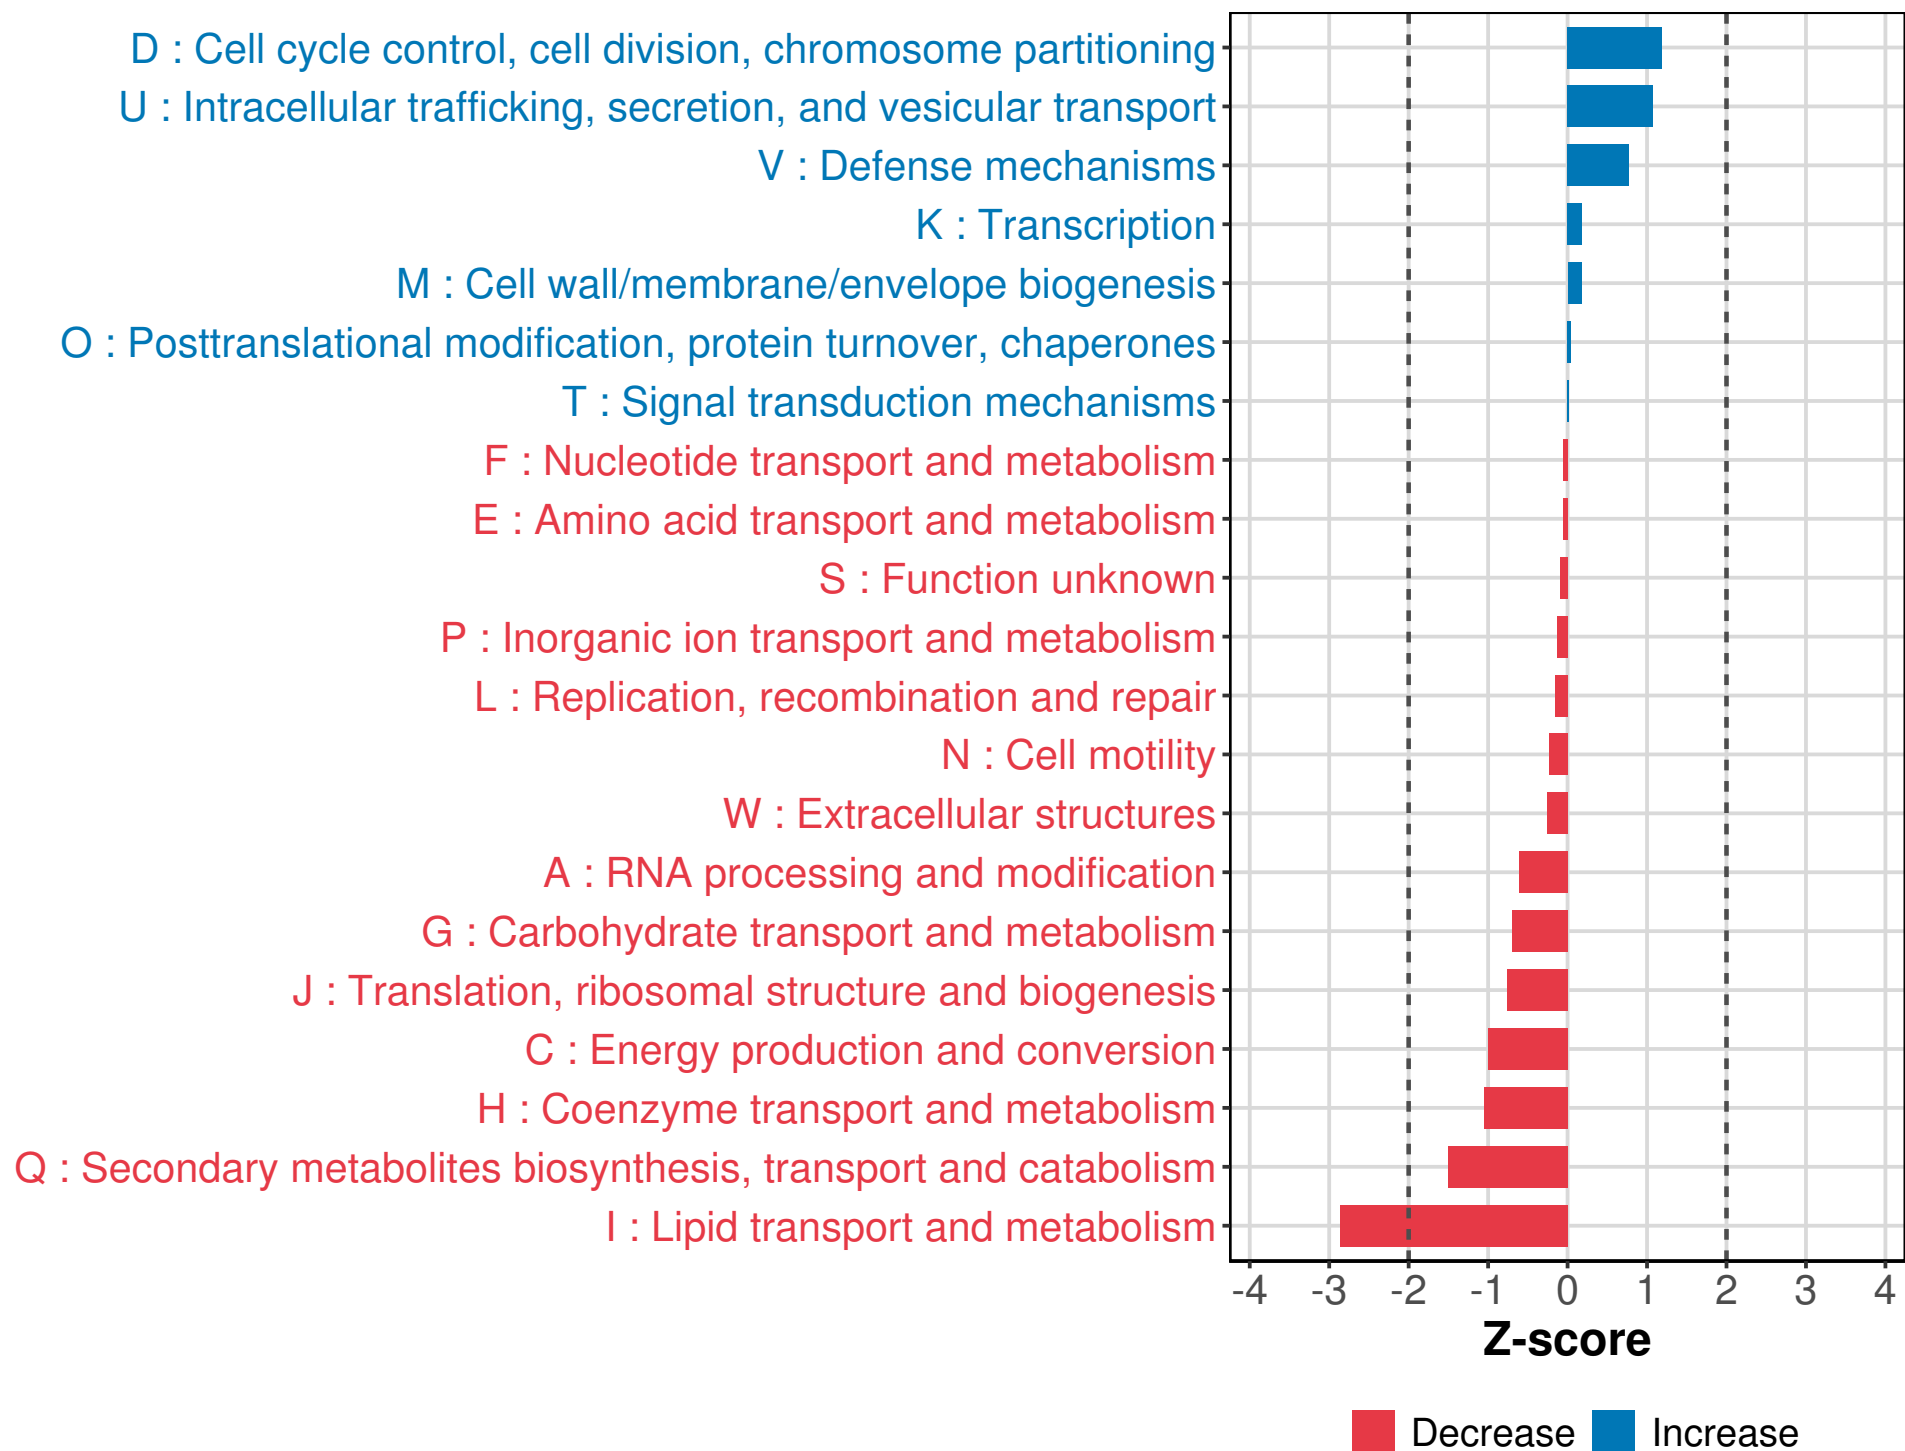 D : Cell cycle control, cell division, chromosome partitioning
U : Intracellular trafficking, secretion, and vesicular transport
V : Defense mechanisms
K : Transcription
M : Cell wall/membrane/envelope biogenesis
O : Posttranslational modification, protein turnover, chaperones
T : Signal transduction mechanisms
F : Nucleotide transport and metabolism
E : Amino acid transport and metabolism
S : Function unknown
P : Inorganic ion transport and metabolism
L : Replication, recombination and repair
N : Cell motility
W : Extracellular structures
A : RNA processing and modification
G : Carbohydrate transport and metabolism
J : Translation, ribosomal structure and biogenesis
C : Energy production and conversion
H : Coenzyme transport and metabolism
Q : Secondary metabolites biosynthesis, transport and catabolism
I : Lipid transport and metabolism
-4 -3 -2 -1 0 1 2 3 4
Z-score
Decrease Increase